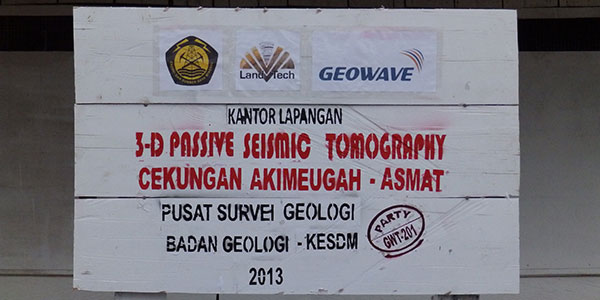 LandTech
GEOWAVE
KANTOR LAPANGAN
3-D PASSIVE SEISMIC TOMOGRAPHY
CEKUNGAN AKIMEUGAH - ASMAT
PUSAT SURVEI GEOLOGI
BADAN GEOLOGI - KESDM
PARTY
GWT-201
2013